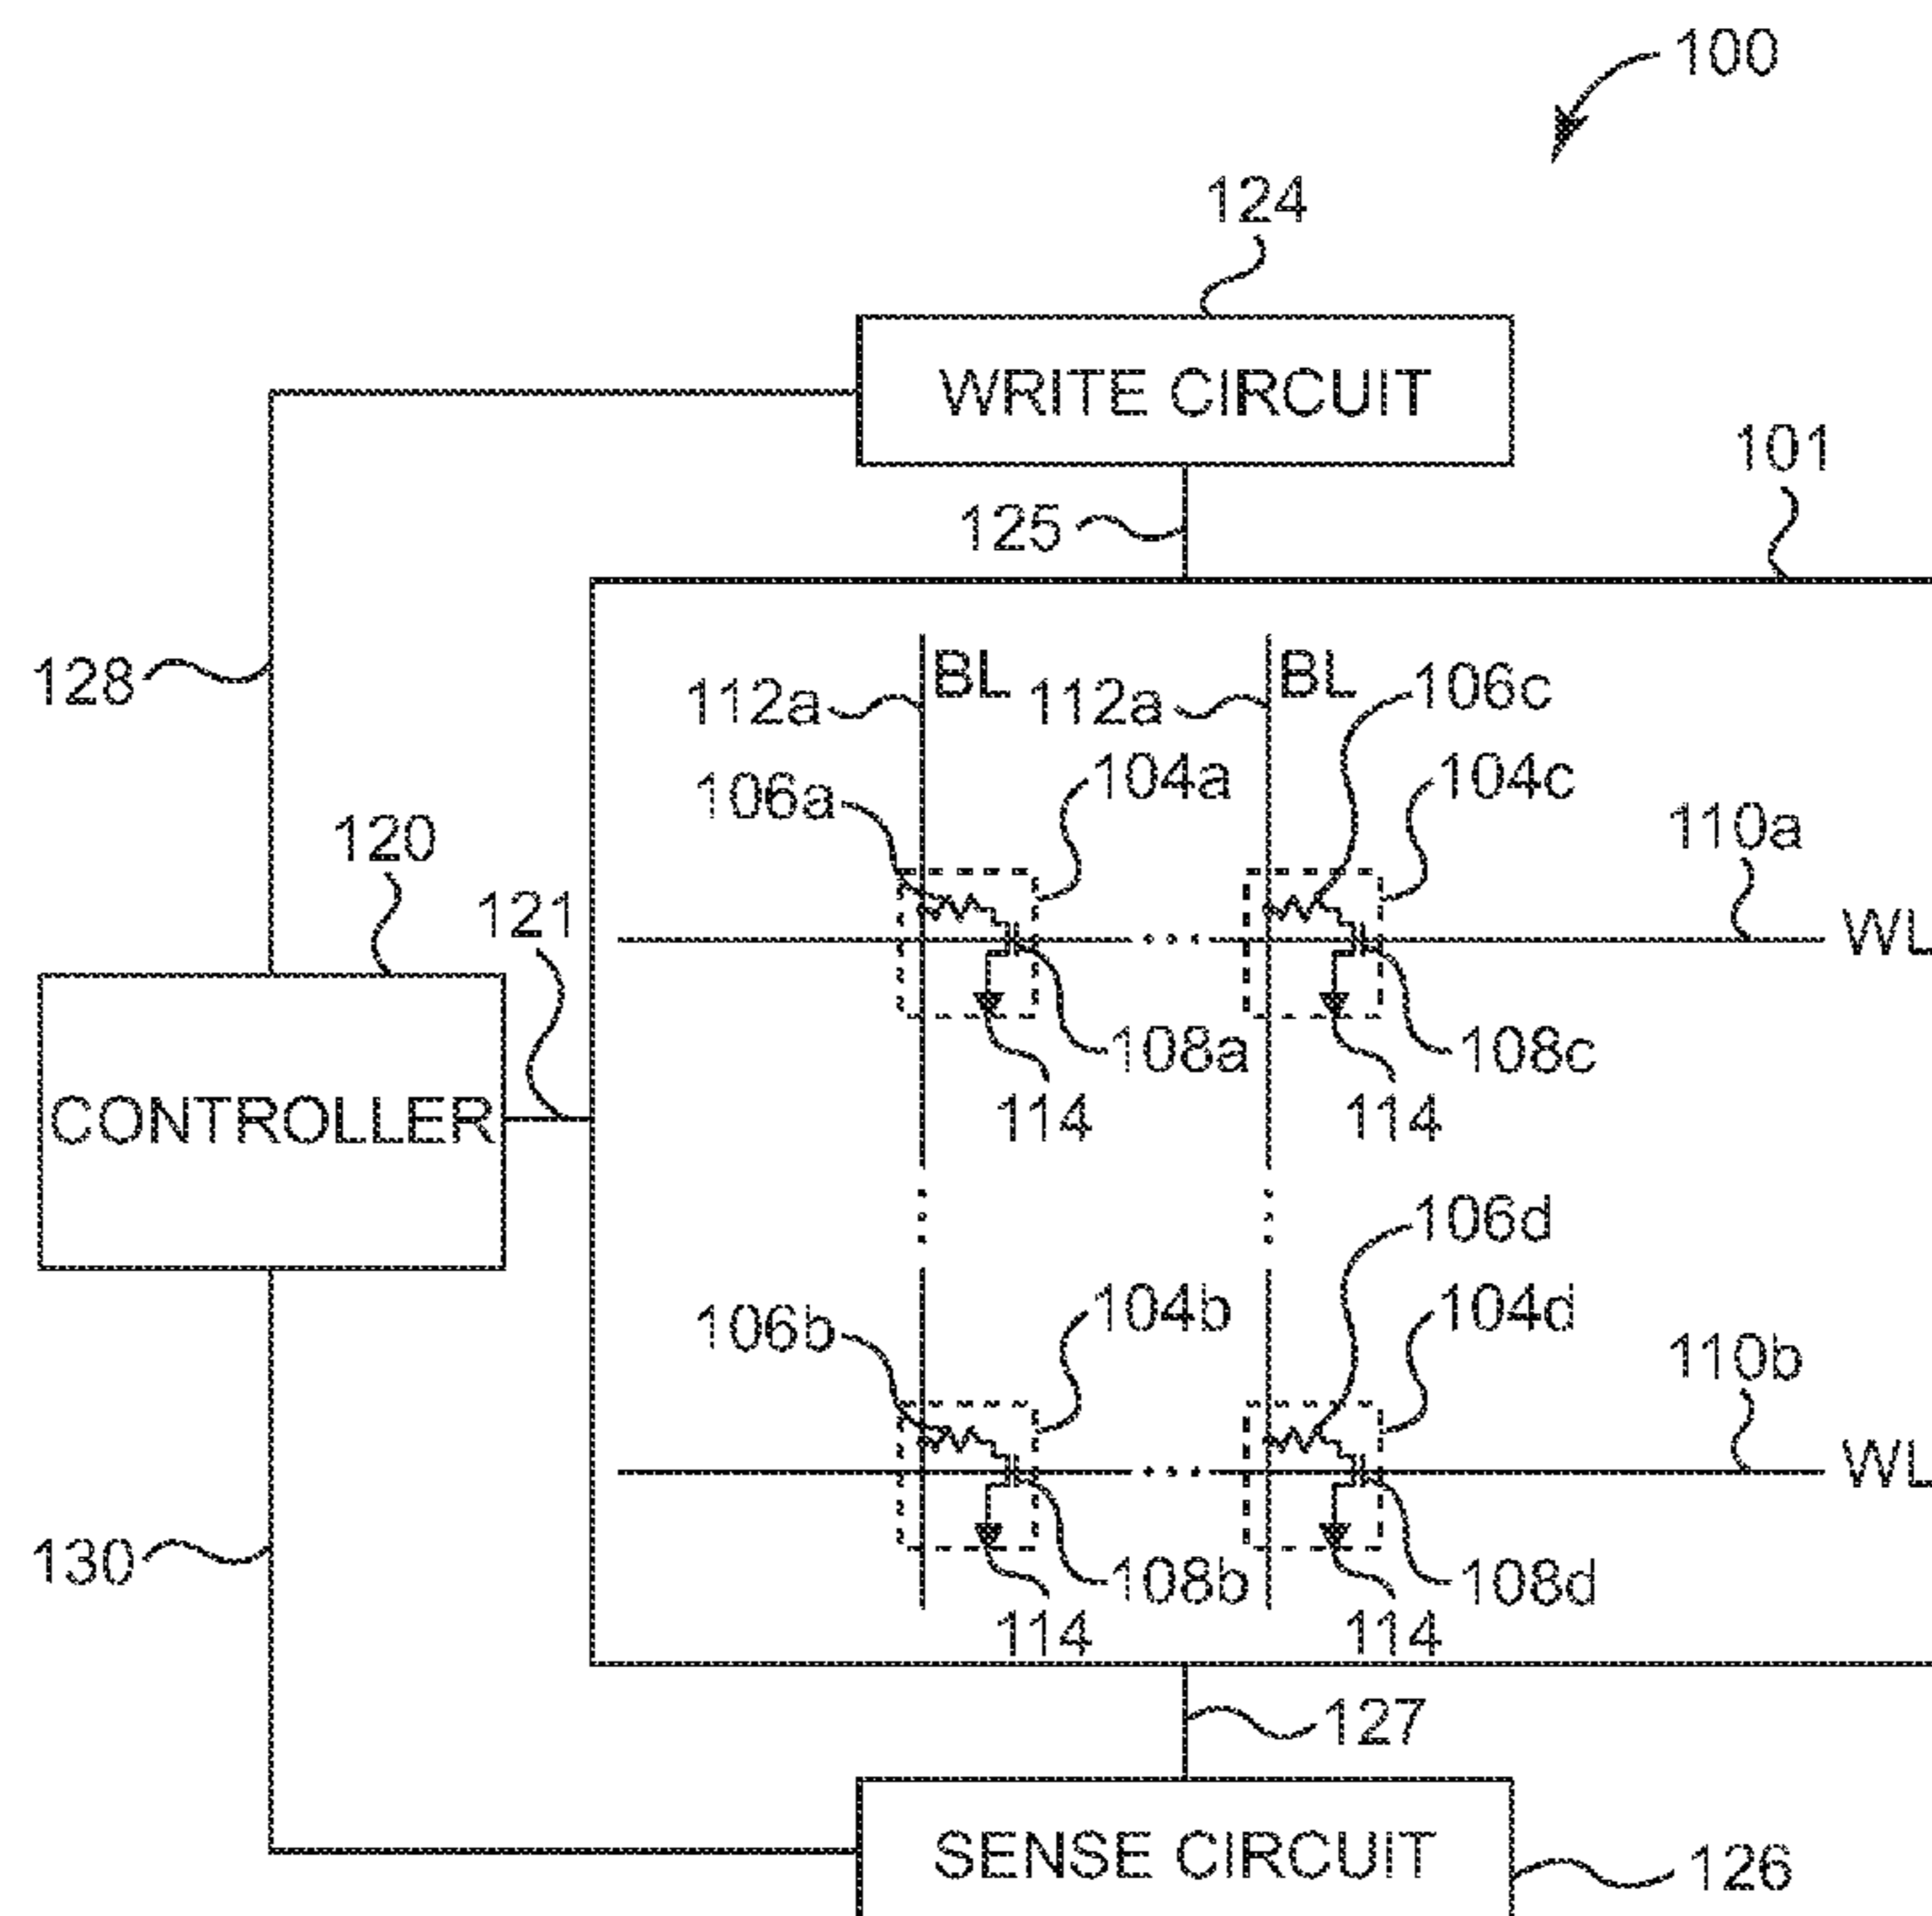 100
124
WRITE CIRCUIT
101
125
128
BL
BL
112a
112a
106c
106a
104a
104c
110a
120
121
WL
CONTROLLER
108a
108c
114
114
106d
106b
104b
104d
110b
WL
130
108b
108d
114
114
127
SENSE CIRCUIT
126